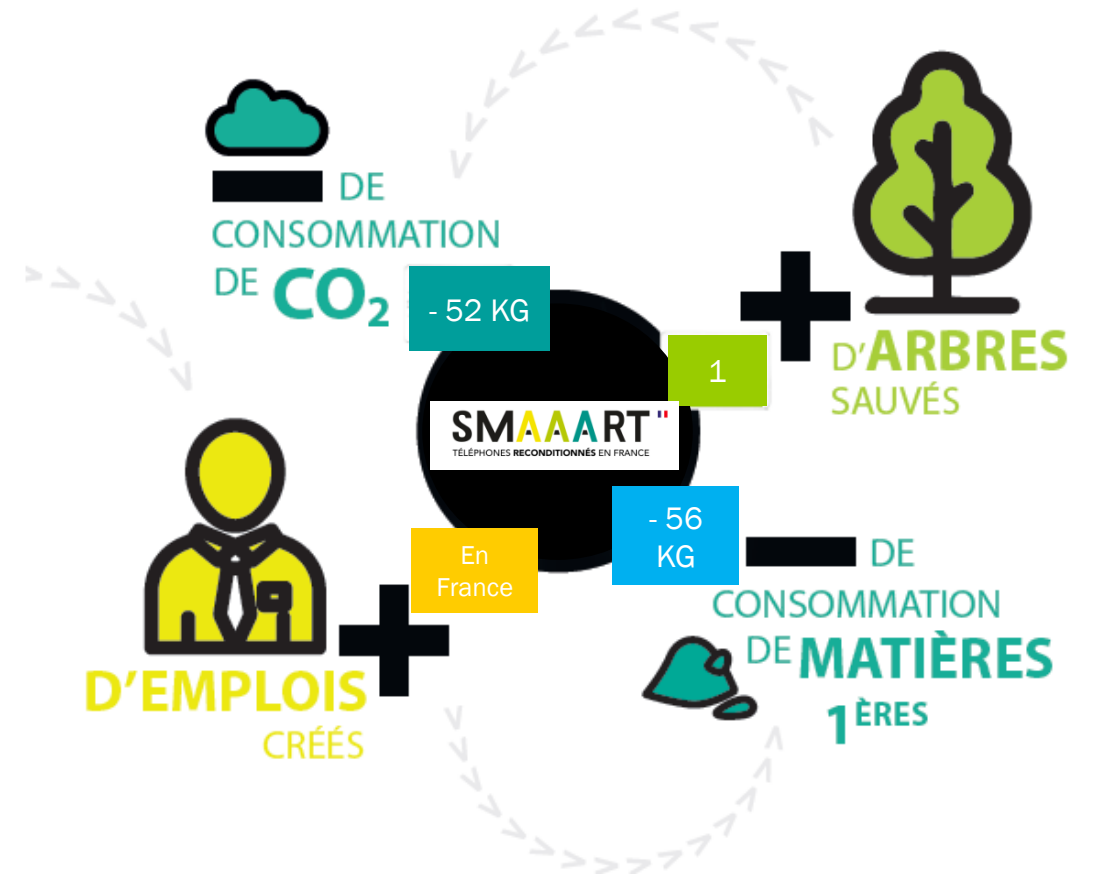 DE
CONSOMMATION
DE CO₂
- 52 KG
1
D'ARBRES
SAUVÉS
SMAAART
TÉLÉPHONES RECONDITIONNÉS EN FRANCE
En
France
D'EMPLOIS
CRÉÉS
- 56
KG
DE
CONSOMMATION
DE MATIÈRES
1ÈRES